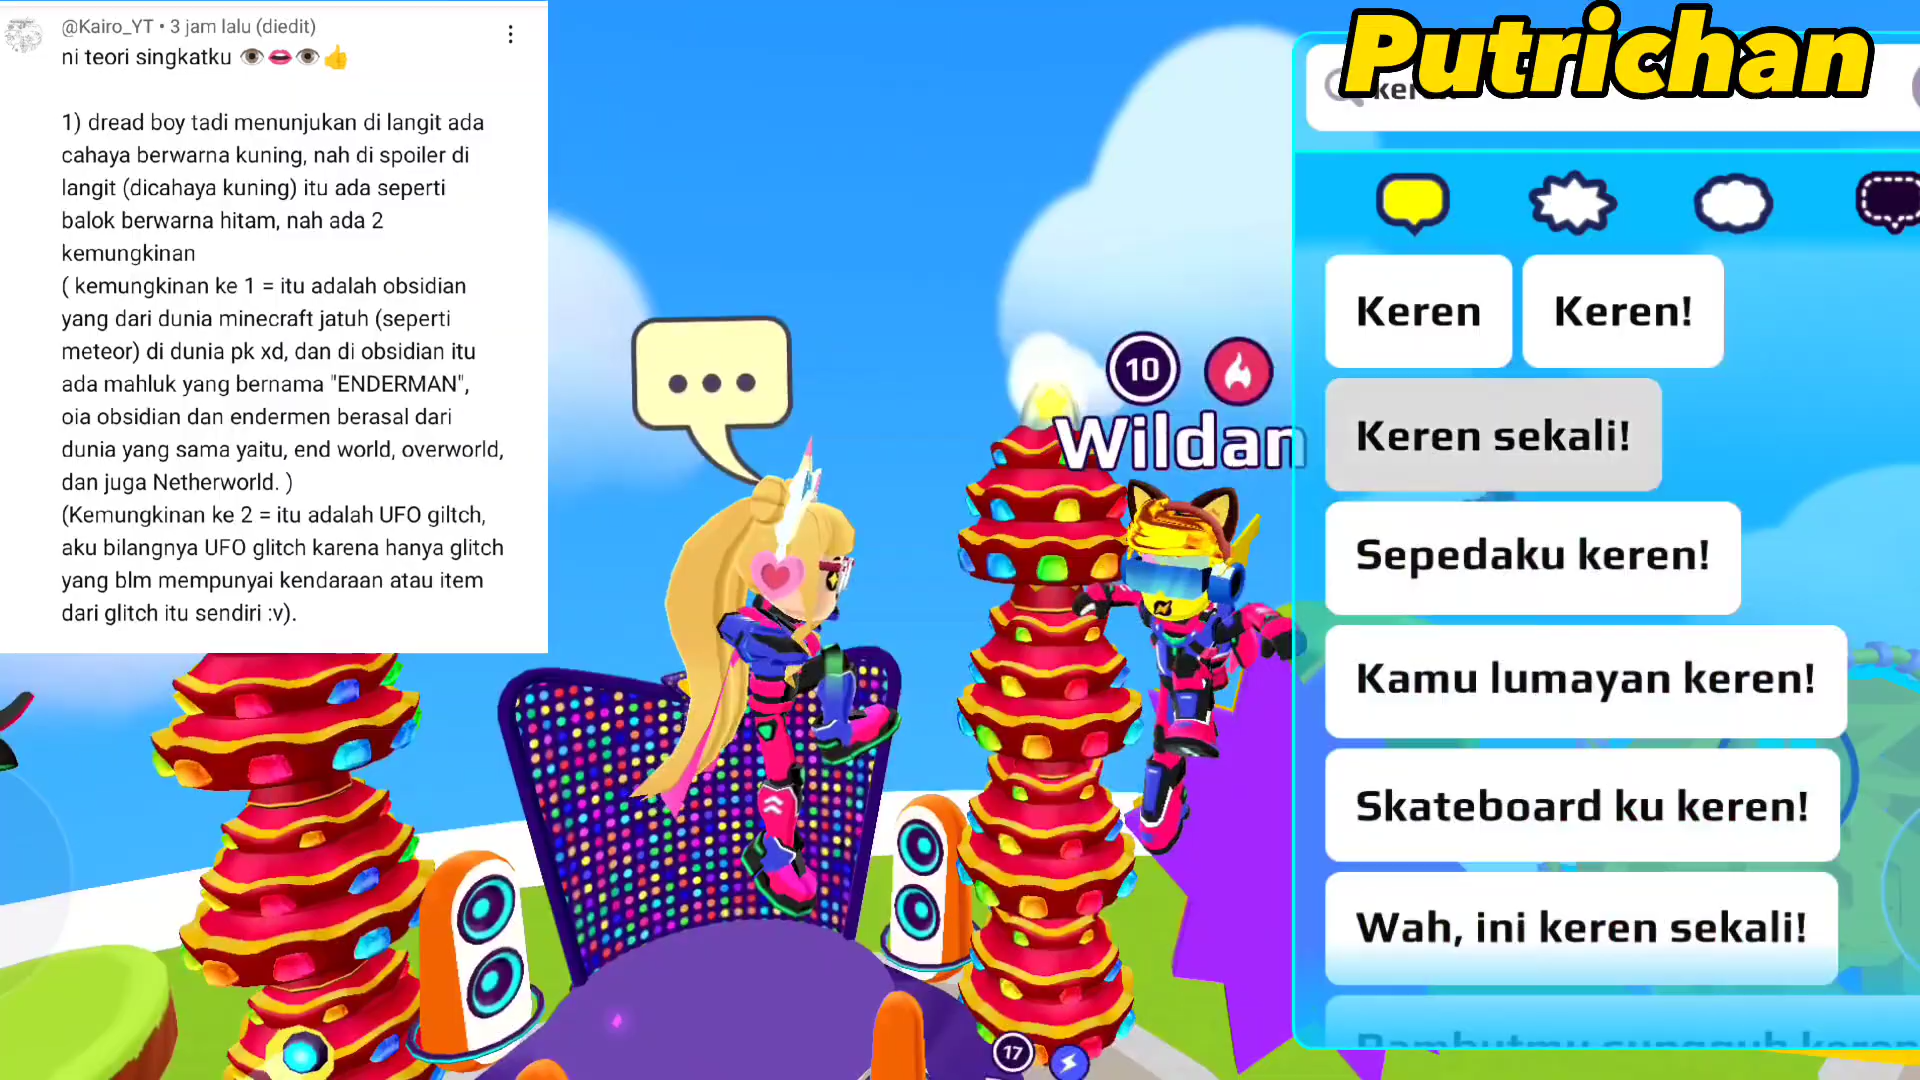 @Kairo_YT • 3 jam lalu (diedit)
ni teori singkatku 👁️👄👁️👍
1) dread boy tadi menunjukan di langit ada
cahaya berwarna kuning, nah di spoiler di
langit (dicahaya kuning) itu ada seperti
balok berwarna hitam, nah ada 2
kemungkinan
( kemungkinan ke 1 = itu adalah obsidian
yang dari dunia minecraft jatuh (seperti
meteor) di dunia pk xd, dan di obsidian itu
ada mahluk yang bernama "ENDERMAN",
oia obsidian dan endermen berasal dari
dunia yang sama yaitu, end world, overworld,
dan juga Netherworld. )
(Kemungkinan ke 2 = itu adalah UFO giltch,
aku bilangnya UFO glitch karena hanya glitch
yang blm mempunyai kendaraan atau item
dari glitch itu sendiri :v).
10
Wildan
17
Putrichan
Keren
Keren!
Keren sekali!
Sepedaku keren!
Kamu lumayan keren!
Skateboard ku keren!
Wah, ini keren sekali!